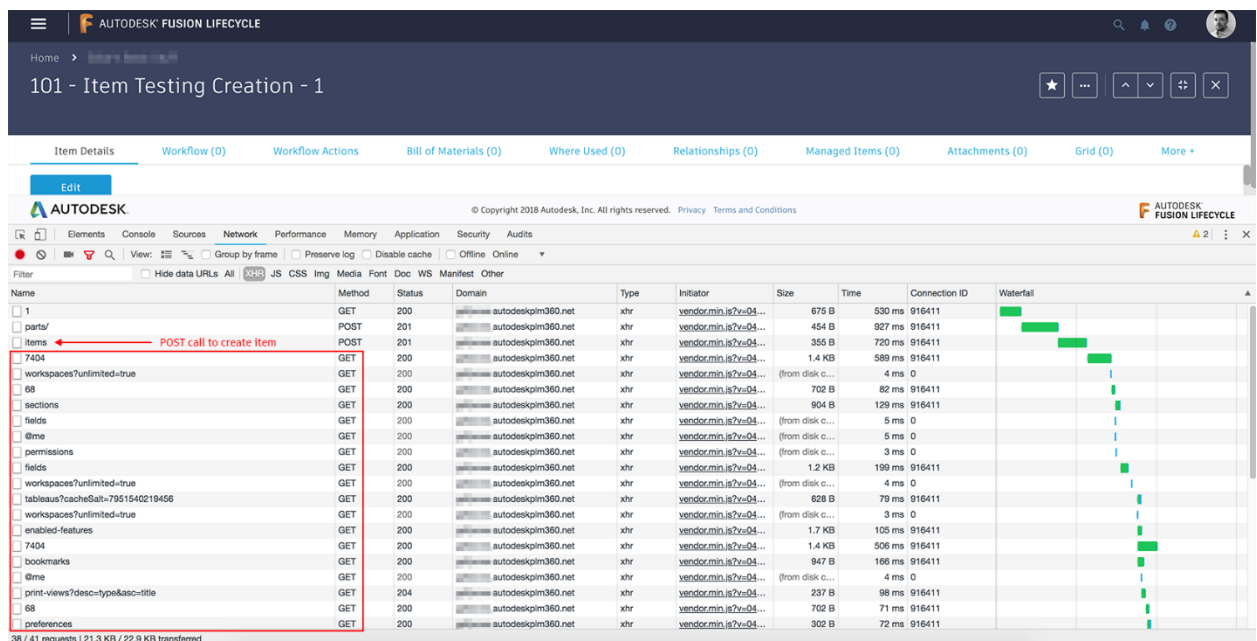 AUTODESK® FUSION LIFECYCLE
Home >
101 - Item Testing Creation - 1
Item Details Workflow (0) Workflow Actions Bill of Materials (0) Where Used (0) Relationships (0) Managed Items (0) Attachments (0) Grid (0) More +
Edit
AUTODESK. © Copyright 2018 Autodesk, Inc. All rights reserved. Privacy Terms and Conditions AUTODESK® FUSION LIFECYCLE
Elements Console Sources Network Performance Memory Application Security Audits 2
View: Group by frame Preserve log Disable cache Offline Online
Filter Hide data URLs All XHR JS CSS Img Media Font Doc WS Manifest Other
Name Method Status Domain Type Initiator Size Time Connection ID Waterfall
1 GET 200 autodeskplm360.net xhr vendor.min.js?v=04... 675 B 530 ms 916411
parts/ POST 201 autodeskplm360.net xhr vendor.min.js?v=04... 454 B 927 ms 916411
items POST call to create item POST 201 autodeskplm360.net xhr vendor.min.js?v=04... 355 B 720 ms 916411
7404 GET 200 autodeskplm360.net xhr vendor.min.js?v=04... 1.4 KB 589 ms 916411
workspaces?unlimited=true GET 200 autodeskplm360.net xhr vendor.min.js?v=04... (from disk c... 4 ms 0
68 GET 200 autodeskplm360.net xhr vendor.min.js?v=04... 702 B 82 ms 916411
sections GET 200 autodeskplm360.net xhr vendor.min.js?v=04... 904 B 129 ms 916411
fields GET 200 autodeskplm360.net xhr vendor.min.js?v=04... (from disk c... 5 ms 0
@me GET 200 autodeskplm360.net xhr vendor.min.js?v=04... (from disk c... 5 ms 0
permissions GET 200 autodeskplm360.net xhr vendor.min.js?v=04... (from disk c... 3 ms 0
fields GET 200 autodeskplm360.net xhr vendor.min.js?v=04... 1.2 KB 199 ms 916411
workspaces?unlimited=true GET 200 autodeskplm360.net xhr vendor.min.js?v=04... (from disk c... 4 ms 0
tableaus?cacheSalt=7951540219456 GET 200 autodeskplm360.net xhr vendor.min.js?v=04... 628 B 79 ms 916411
workspaces?unlimited=true GET 200 autodeskplm360.net xhr vendor.min.js?v=04... (from disk c... 3 ms 0
enabled-features GET 200 autodeskplm360.net xhr vendor.min.js?v=04... 1.7 KB 105 ms 916411
7404 GET 200 autodeskplm360.net xhr vendor.min.js?v=04... 1.4 KB 506 ms 916411
bookmarks GET 200 autodeskplm360.net xhr vendor.min.js?v=04... 947 B 166 ms 916411
@me GET 200 autodeskplm360.net xhr vendor.min.js?v=04... (from disk c... 4 ms 0
print-views?desc=type&asc=title GET 204 autodeskplm360.net xhr vendor.min.js?v=04... 237 B 98 ms 916411
68 GET 200 autodeskplm360.net xhr vendor.min.js?v=04... 702 B 71 ms 916411
preferences GET 200 autodeskplm360.net xhr vendor.min.js?v=04... 302 B 72 ms 916411
38 / 41 requests | 21.3 KB / 22.9 KB transferred